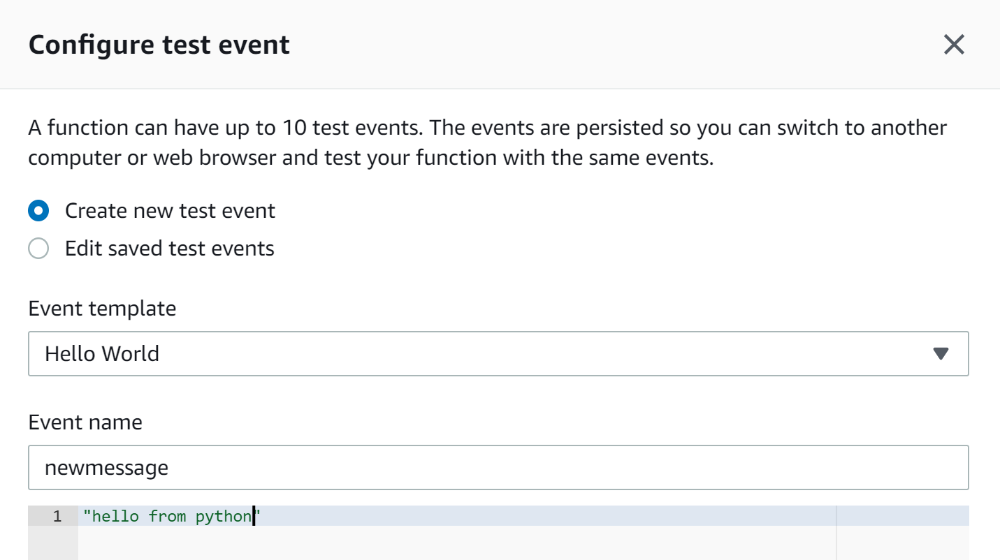 Configure test event
A function can have up to 10 test events. The events are persisted so you can switch to another
computer or web browser and test your function with the same events.
Create new test event
Edit saved test events
Event template
Hello World
Event name
newmessage
1 "hello from python"